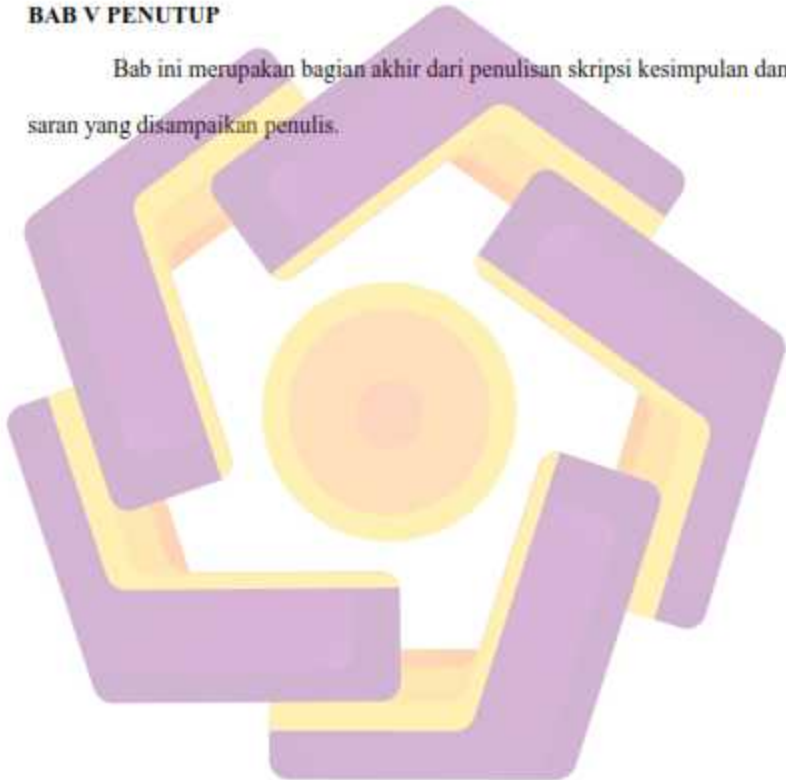 BAB V PENUTUP
Bab ini merupakan bagian akhir dari penulisan skripsi kesimpulan dan
saran yang disampaikan penulis.